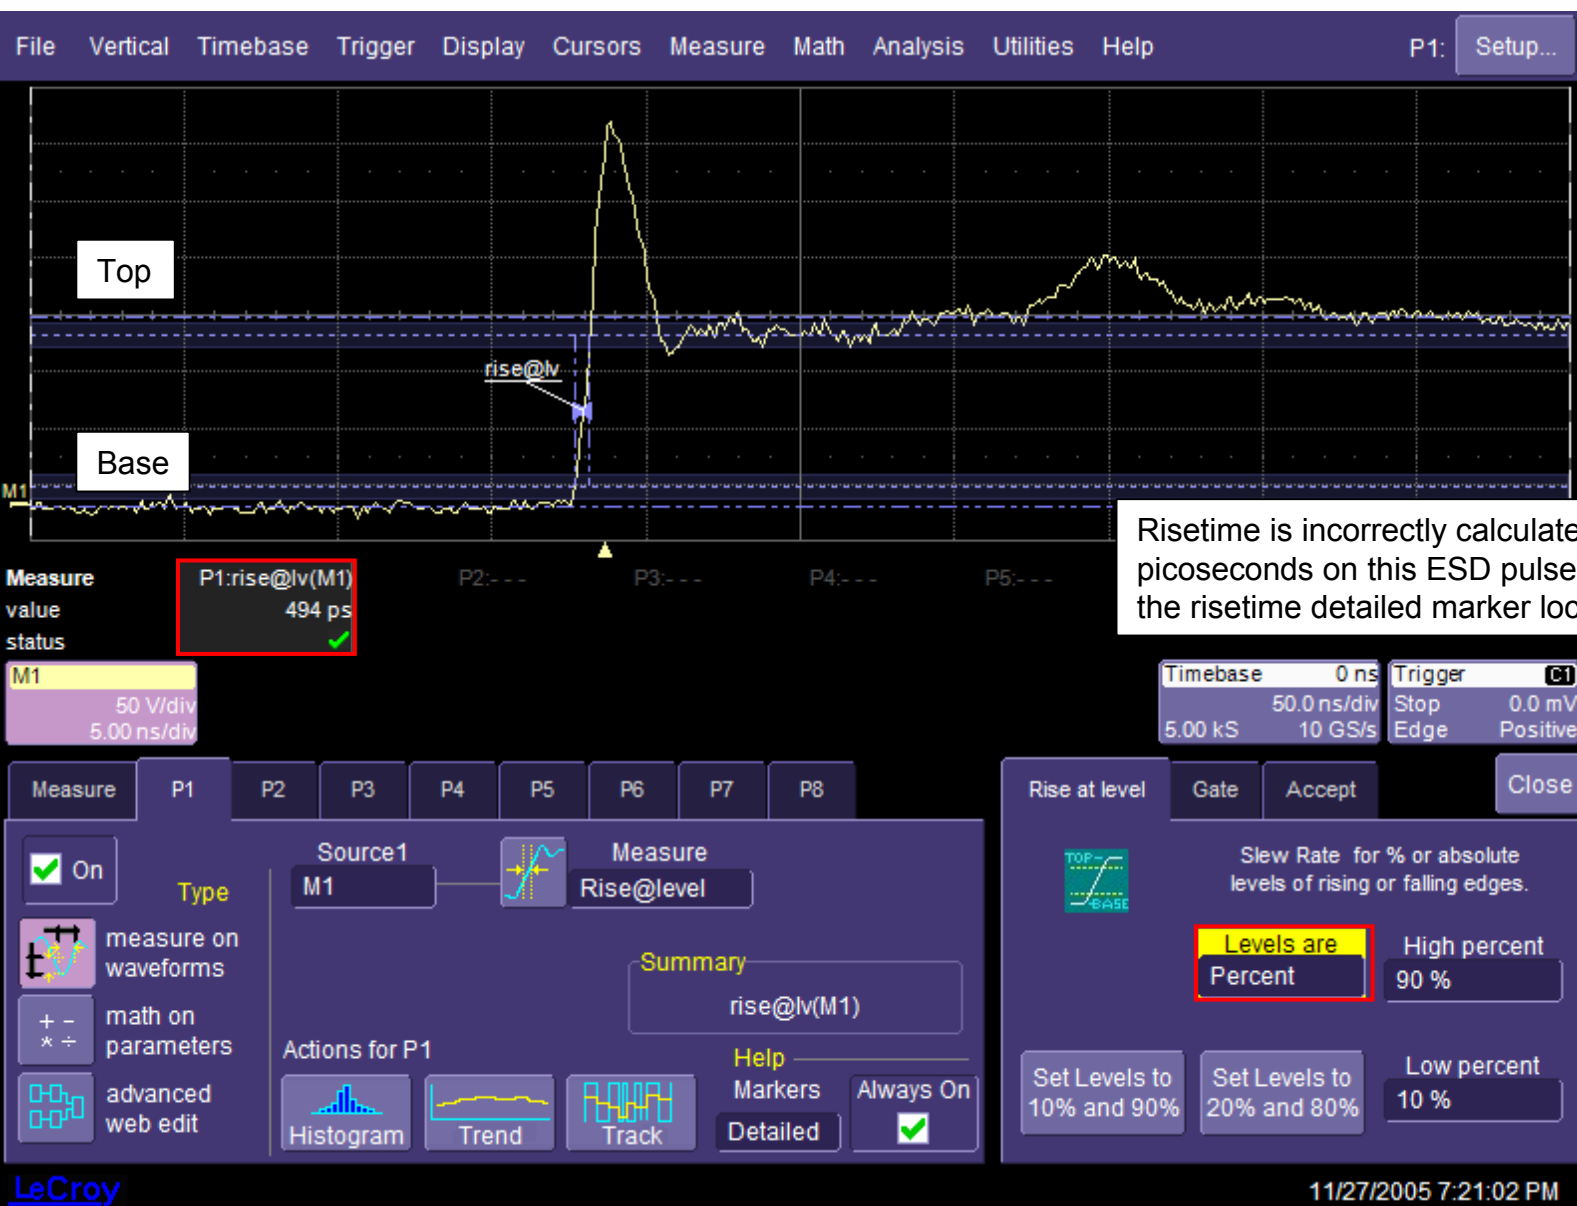 File Vertical Timebase Trigger Display Cursors Measure Math Analysis Utilities Help P1: Setup...
Top
rise@lv
Base
M1
Risetime is incorrectly calculate
picoseconds on this ESD pulse
the risetime detailed marker loc
Measure P1:rise@lv(M1) P2:- - - P3:- - - P4:- - - P5:- - -
value 494 ps
status
M1
50 V/div
5.00 ns/div
Timebase 0 ns
50.0 ns/div
5.00 kS 10 GS/s
Trigger C1
Stop 0.0 mV
Edge Positive
Measure P1 P2 P3 P4 P5 P6 P7 P8
Rise at level Gate Accept Close
On
Type
Source1
M1
Measure
Rise@level
measure on
waveforms
math on
parameters
advanced
web edit
Summary
rise@lv(M1)
Actions for P1
Histogram
Trend
Track
Help
Markers
Detailed
Always On
TOP
BASE
Slew Rate for % or absolute
levels of rising or falling edges.
Levels are
Percent
High percent
90 %
Set Levels to
10% and 90%
Set Levels to
20% and 80%
Low percent
10 %
LeCroy
11/27/2005 7:21:02 PM